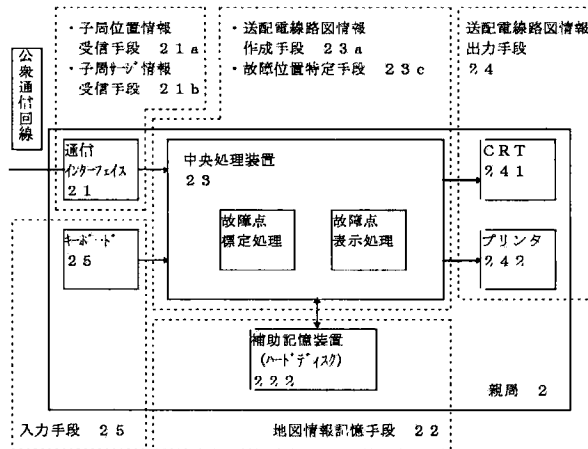 ・子局位置情報
受信手段 21a
・子局ｻｰｼﾞ情報
受信手段 21b
・送配電線路図情報
作成手段 23a
・故障位置特定手段 23c
送配電線路図情報
出力手段
24
公衆通信回線
通信
ｲﾝﾀｰﾌｪｲｽ
21
中央処理装置
23
CRT
241
故障点
標定処理
故障点
表示処理
ｷｰﾎﾞｰﾄﾞ
25
プリンタ
242
補助記憶装置
(ﾊｰﾄﾞﾃﾞｨｽｸ)
222
親局 2
入力手段 25
地図情報記憶手段 22